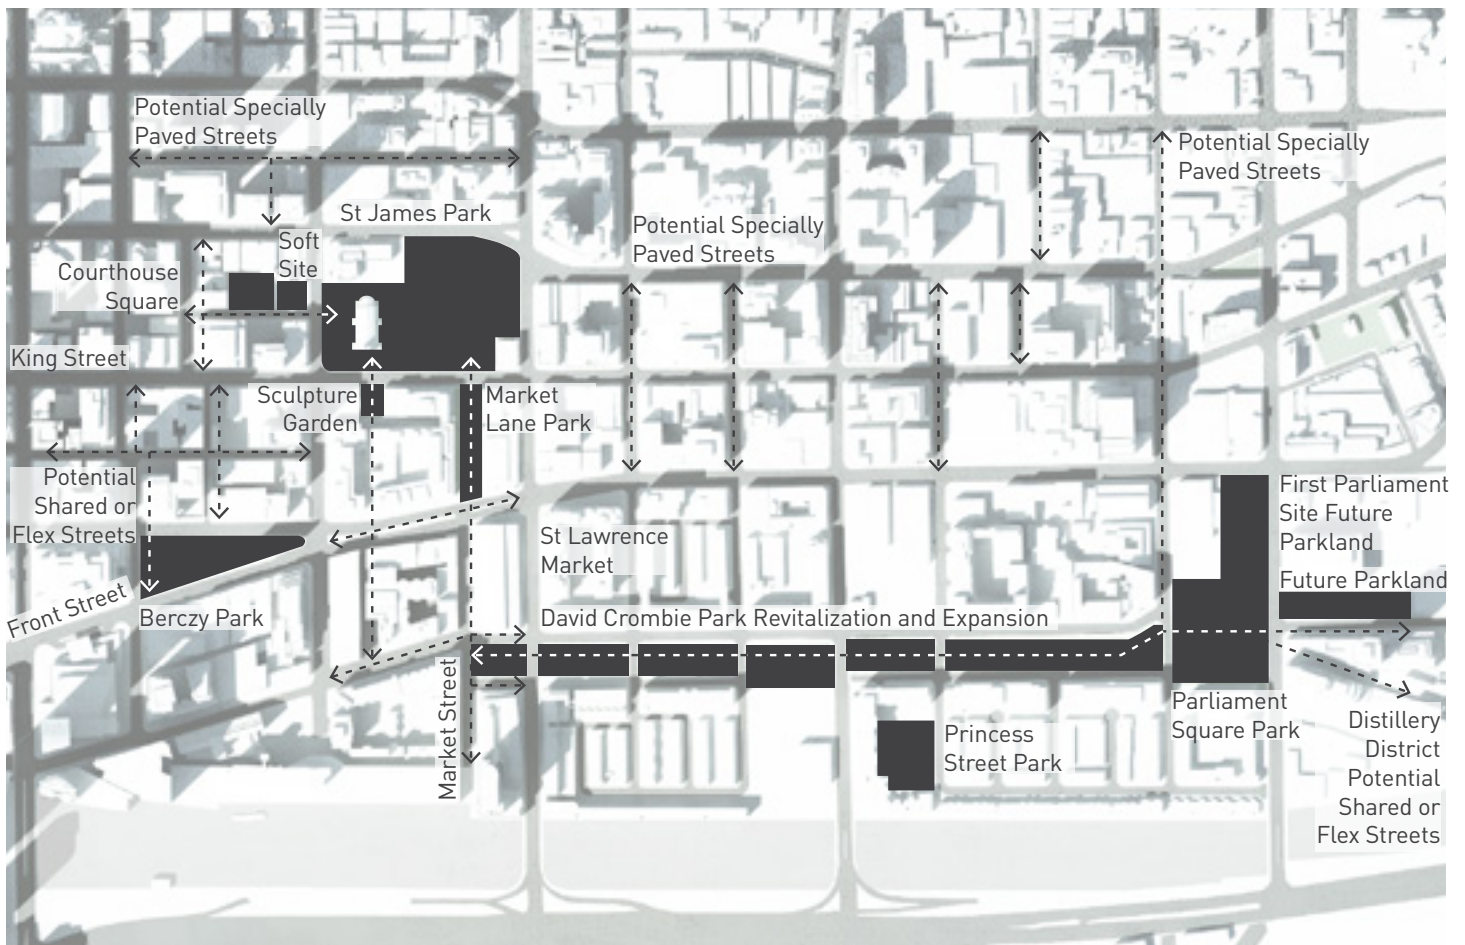 Potential Specially
Paved Streets
Potential Specially
Paved Streets
St James Park
Potential Specially
Paved Streets
Soft
Site
Courthouse
Square
King Street
Sculpture
Garden
Market
Lane Park
Potential
Shared or
Flex Streets
First Parliament
Site Future
Parkland
St Lawrence
Market
Future Parkland
Front Street
Berczy Park
David Crombie Park Revitalization and Expansion
Market Street
Parliament
Square Park
Princess
Street Park
Distillery
District
Potential
Shared or
Flex Streets